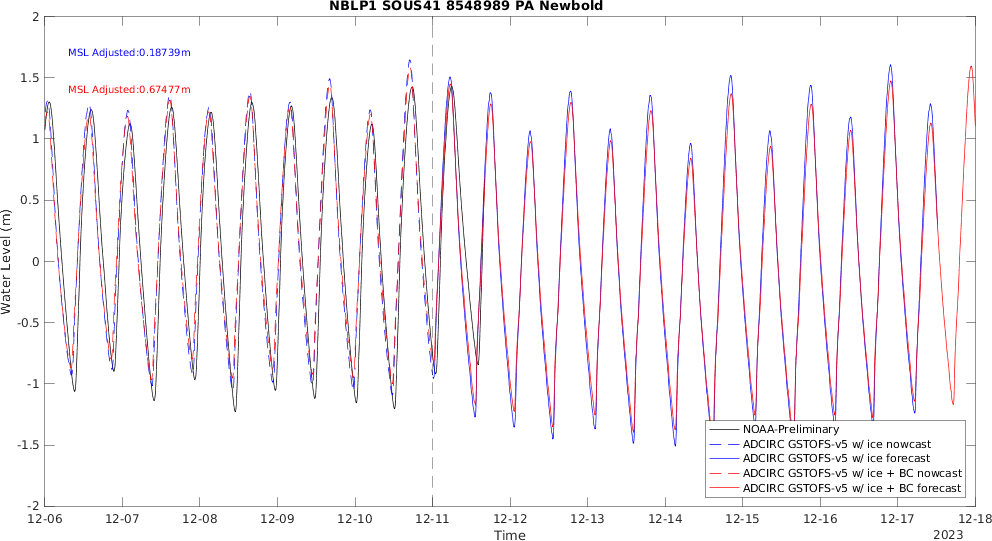 NBLP1 SOUS41 8548989 PA Newbold
2
1.5
1
0.5
0
-0.5
-1
-1.5
-2
Water Level (m)
MSL Adjusted:0.18739m
MSL Adjusted:0.67477m
NOAA-Preliminary
ADCIRC GSTOFS-v5 w/ ice nowcast
ADCIRC GSTOFS-v5 w/ ice forecast
ADCIRC GSTOFS-v5 w/ ice + BC nowcast
ADCIRC GSTOFS-v5 w/ ice + BC forecast
12-06 12-07 12-08 12-09 12-10 12-11 12-12 12-13 12-14 12-15 12-16 12-17 12-18
Time
2023